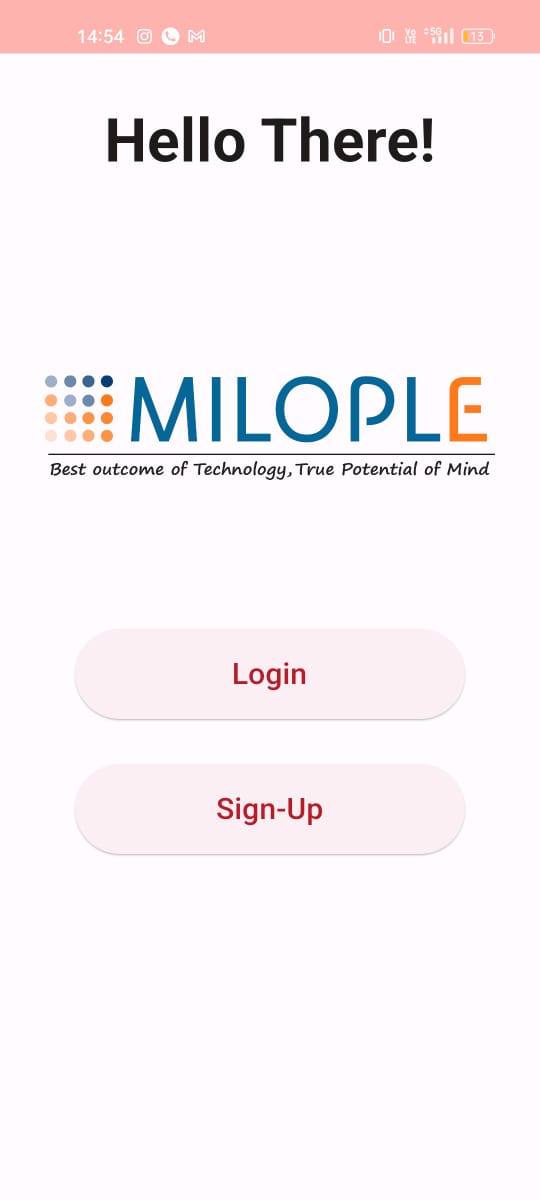 14:54
Vo
LTE
5G
13
Hello There!
MILOPLE
Best outcome of Technology, True Potential of Mind
Login
Sign-Up